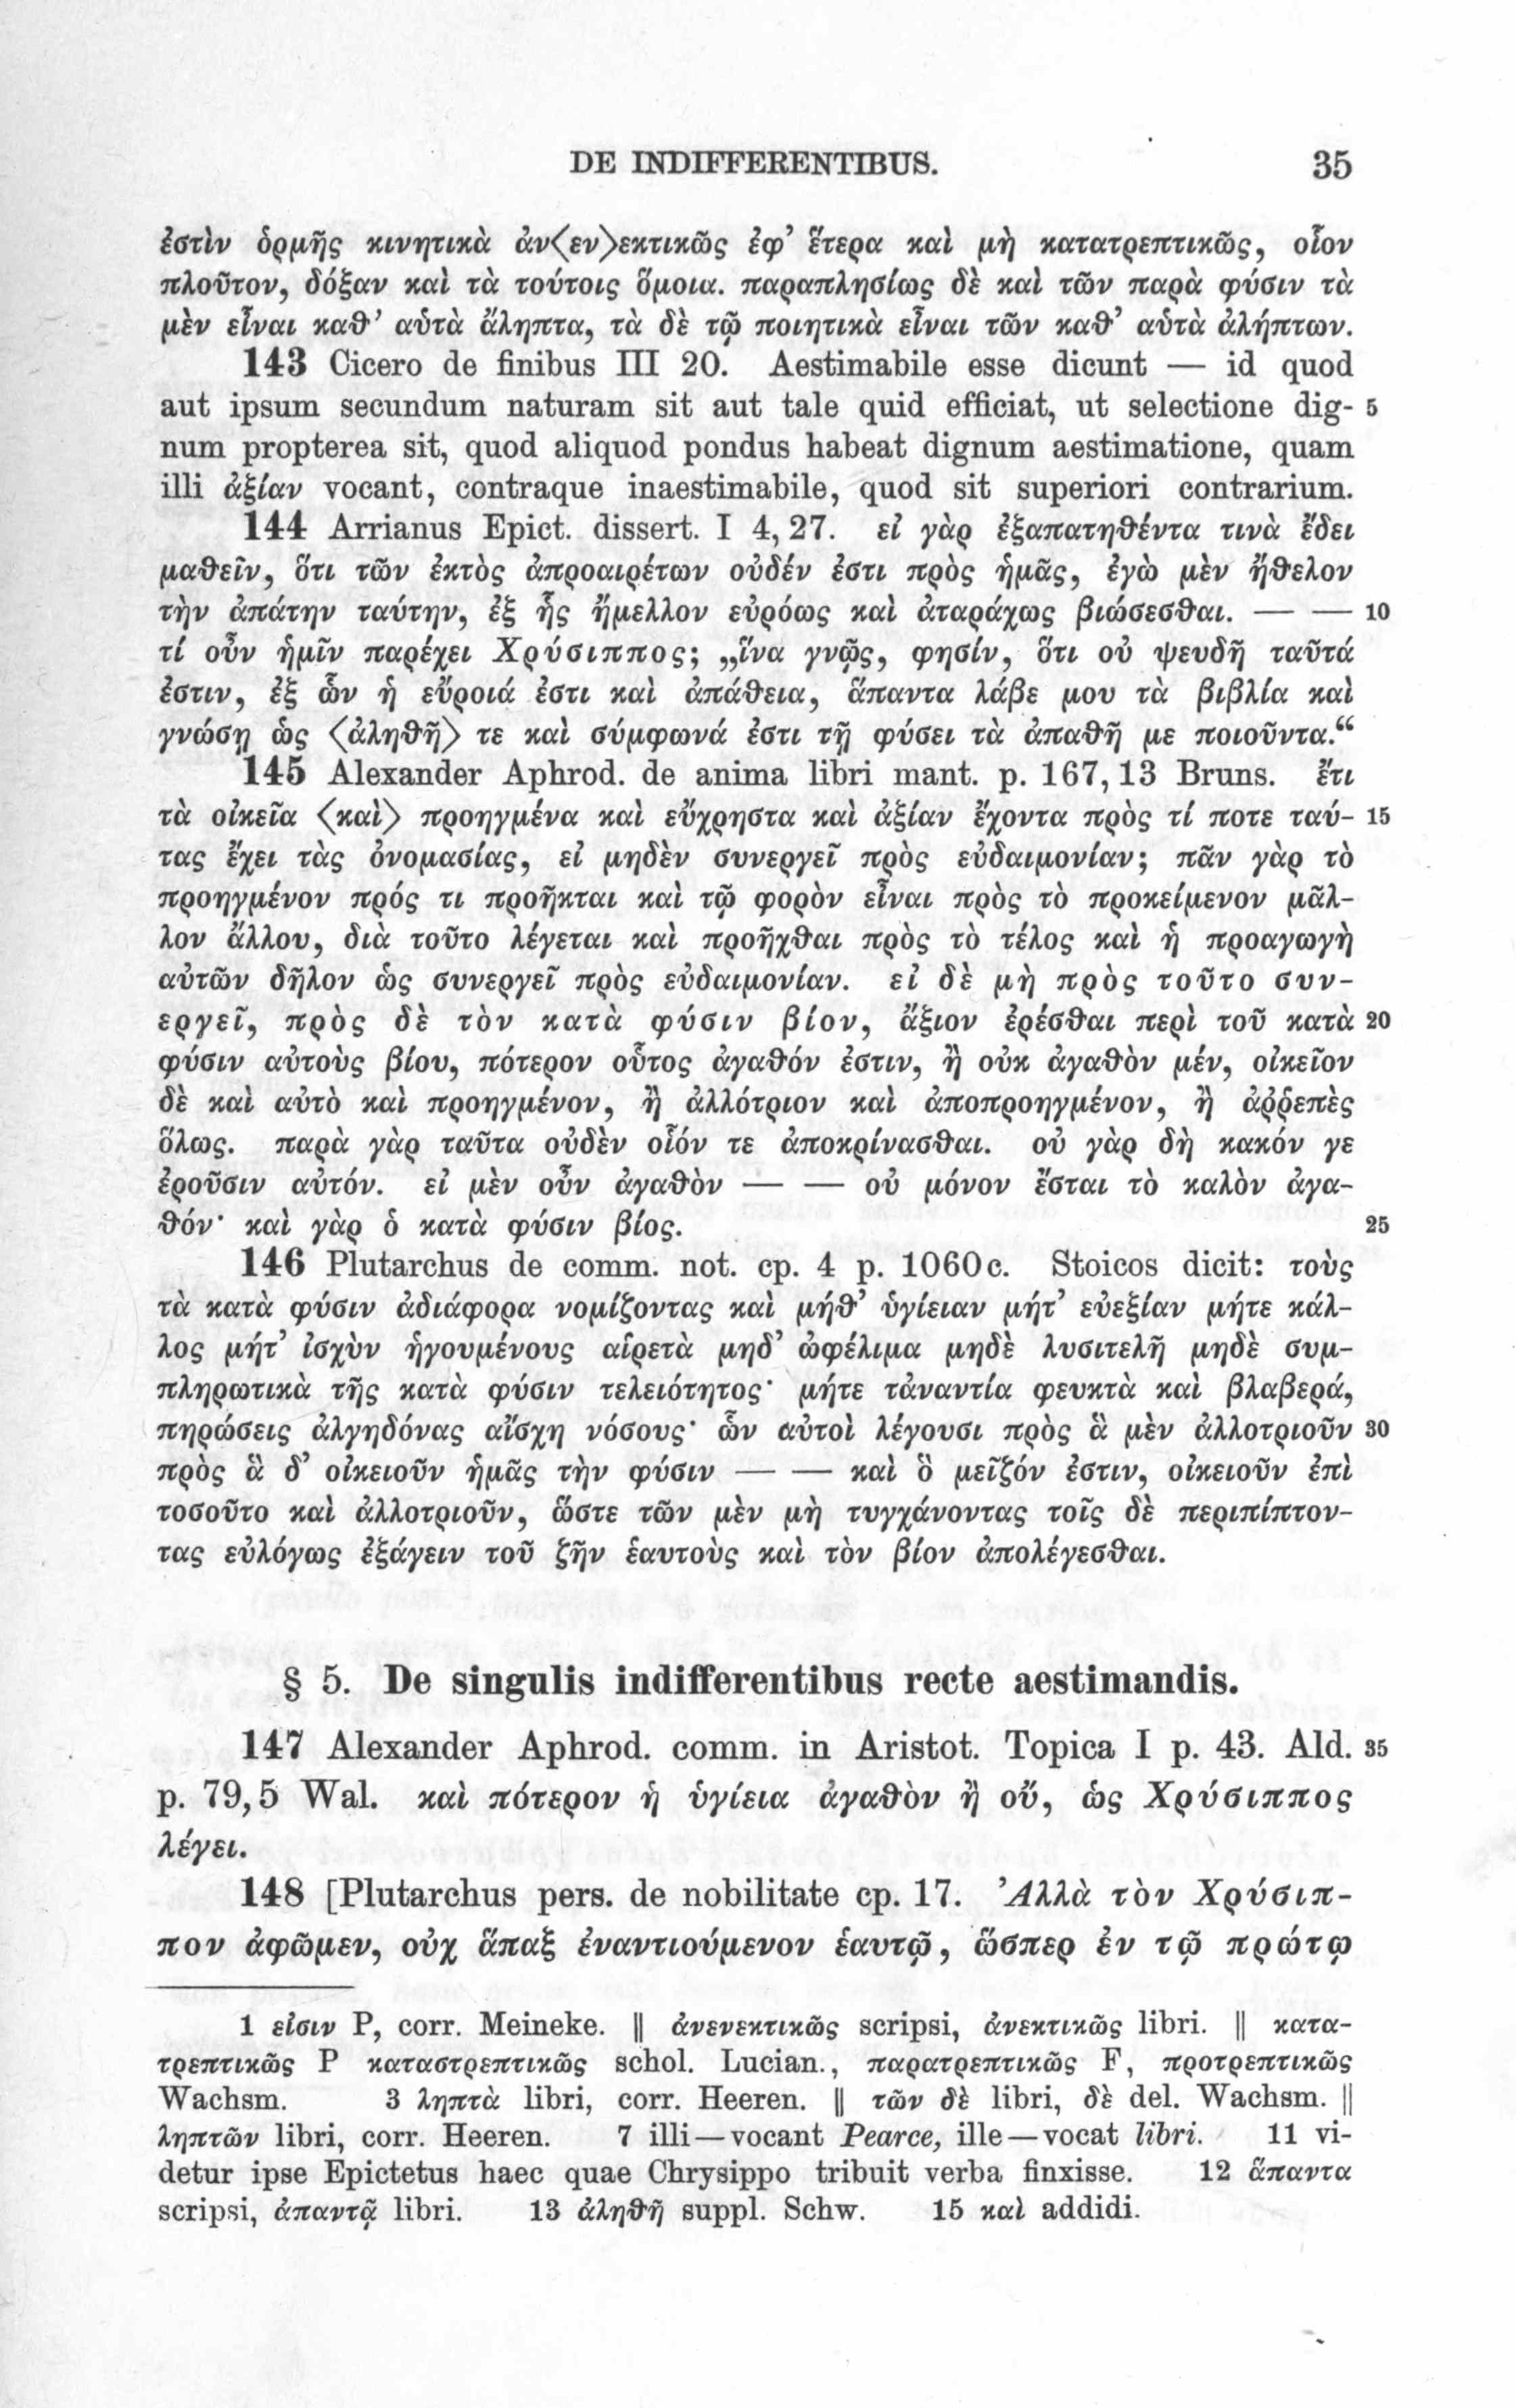 DE INDIFFERENTIBUS. 35
ἐστὶν ὁρμῆς κινητικὰ ἀν<εν>εκτικῶς ἐφ’ ἕτερα καὶ μὴ κατατρεπτικῶς, οἷον
πλοῦτον, δόξαν καὶ τὰ τούτοις ὅμοια. παραπλησίως δὲ καὶ τῶν παρὰ φύσιν τὰ
μὲν εἶναι καθ’ αὑτὰ ἄληπτα, τὰ δὲ τῷ ποιητικὰ εἶναι τῶν καθ’ αὑτὰ ἀλήπτων.
143 Cicero de finibus III 20. Aestimabile esse dicunt — id quod
aut ipsum secundum naturam sit aut tale quid efficiat, ut selectione dig- 5
num propterea sit, quod aliquod pondus habeat dignum aestimatione, quam
illi ἀξίαν vocant, contraque inaestimabile, quod sit superiori contrarium.
144 Arrianus Epict. dissert. I 4, 27. εἰ γὰρ ἐξαπατηθέντα τινὰ ἔδει
μαθεῖν, ὅτι τῶν ἐκτὸς ἀπροαιρέτων οὐδέν ἐστι πρὸς ἡμᾶς, ἐγὼ μὲν ἤθελον
τὴν ἀπάτην ταύτην, ἐξ ἧς ἤμελλον εὐρόως καὶ ἀταράχως βιώσεσθαι. — — 10
τί οὖν ἡμῖν παρέχει Χρύσιππος; „ἵνα γνῷς, φησίν, ὅτι οὐ ψευδῆ ταῦτά
ἐστιν, ἐξ ὧν ἡ εὔροιά ἐστι καὶ ἀπάθεια, ἅπαντα λάβε μου τὰ βιβλία καὶ
γνώσῃ ὡς <ἀληθῆ> τε καὶ σύμφωνά ἐστι τῇ φύσει τὰ ἀπαθῆ με ποιοῦντα.“
145 Alexander Aphrod. de anima libri mant. p. 167, 13 Bruns. ἔτι
τὰ οἰκεῖα <καὶ> προηγμένα καὶ εὔχρηστα καὶ ἀξίαν ἔχοντα πρὸς τί ποτε ταύ- 15
τας ἔχει τὰς ὀνομασίας, εἰ μηδὲν συνεργεῖ πρὸς εὐδαιμονίαν; πᾶν γὰρ τὸ
προηγμένον πρός τι προῆκται καὶ τῷ φορὸν εἶναι πρὸς τὸ προκείμενον μᾶλ-
λον ἄλλου, διὰ τοῦτο λέγεται καὶ προῆχθαι πρὸς τὸ τέλος καὶ ἡ προαγωγὴ
αὐτῶν δῆλον ὡς συνεργεῖ πρὸς εὐδαιμονίαν. εἰ δὲ μὴ πρὸς τοῦτο συν-
εργεῖ, πρὸς δὲ τὸν κατὰ φύσιν βίον, ἄξιον ἐρέσθαι περὶ τοῦ κατὰ 20
φύσιν αὐτοὺς βίου, πότερον οὗτος ἀγαθόν ἐστιν, ἢ οὐκ ἀγαθὸν μέν, οἰκεῖον
δὲ καὶ αὐτὸ καὶ προηγμένον, ἢ ἀλλότριον καὶ ἀποπροηγμένον, ἢ ἀῤῥεπὲς
ὅλως. παρὰ γὰρ ταῦτα οὐδὲν οἷόν τε ἀποκρίνασθαι. οὐ γὰρ δὴ κακόν γε
ἐροῦσιν αὐτόν. εἰ μὲν οὖν ἀγαθὸν — — οὐ μόνον ἔσται τὸ καλὸν ἀγα-
θόν· καὶ γὰρ ὁ κατὰ φύσιν βίος. 25
146 Plutarchus de comm. not. cp. 4 p. 1060c. Stoicos dicit: τοὺς
τὰ κατὰ φύσιν ἀδιάφορα νομίζοντας καὶ μήθ’ ὑγίειαν μήτ’ εὐεξίαν μήτε κάλ-
λος μήτ’ ἰσχὺν ἡγουμένους αἱρετὰ μηδ’ ὠφέλιμα μηδὲ λυσιτελῆ μηδὲ συμ-
πληρωτικὰ τῆς κατὰ φύσιν τελειότητος· μήτε τἀναντία φευκτὰ καὶ βλαβερά,
πηρώσεις ἀλγηδόνας αἴσχη νόσους· ὧν αὐτοὶ λέγουσι πρὸς ἃ μὲν ἀλλοτριοῦν 30
πρὸς ἃ δ’ οἰκειοῦν ἡμᾶς τὴν φύσιν — — καὶ ὃ μεῖζόν ἐστιν, οἰκειοῦν ἐπὶ
τοσοῦτο καὶ ἀλλοτριοῦν, ὥστε τῶν μὲν μὴ τυγχάνοντας τοῖς δὲ περιπίπτον-
τας εὐλόγως ἐξάγειν τοῦ ζῆν ἑαυτοὺς καὶ τὸν βίον ἀπολέγεσθαι.
§ 5. De singulis indifferentibus recte aestimandis.
147 Alexander Aphrod. comm. in Aristot. Topica I p. 43. Ald. 35
p. 79, 5 Wal. καὶ πότερον ἡ ὑγίεια ἀγαθὸν ἢ οὔ, ὡς Χρύσιππος
λέγει.
148 [Plutarchus pers. de nobilitate cp. 17. Ἀλλὰ τὸν Χρύσιπ-
πον ἀφῶμεν, οὐχ ἅπαξ ἐναντιούμενον ἑαυτῷ, ὥσπερ ἐν τῷ πρώτῳ
1 εἰσιν P, corr. Meineke. || ἀνενεκτικῶς scripsi, ἀνεκτικῶς libri. || κατα-
τρεπτικῶς P καταστρεπτικῶς schol. Lucian., παρατρεπτικῶς F, προτρεπτικῶς
Wachsm. 3 ληπτὰ libri, corr. Heeren. || τῶν δὲ libri, δὲ del. Wachsm. ||
ληπτῶν libri, corr. Heeren. 7 illi — vocant Pearce, ille — vocat libri. 11 vi-
detur ipse Epictetus haec quae Chrysippo tribuit verba finxisse. 12 ἅπαντα
scripsi, ἀπαντᾷ libri. 13 ἀληθῆ suppl. Schw. 15 καὶ addidi.